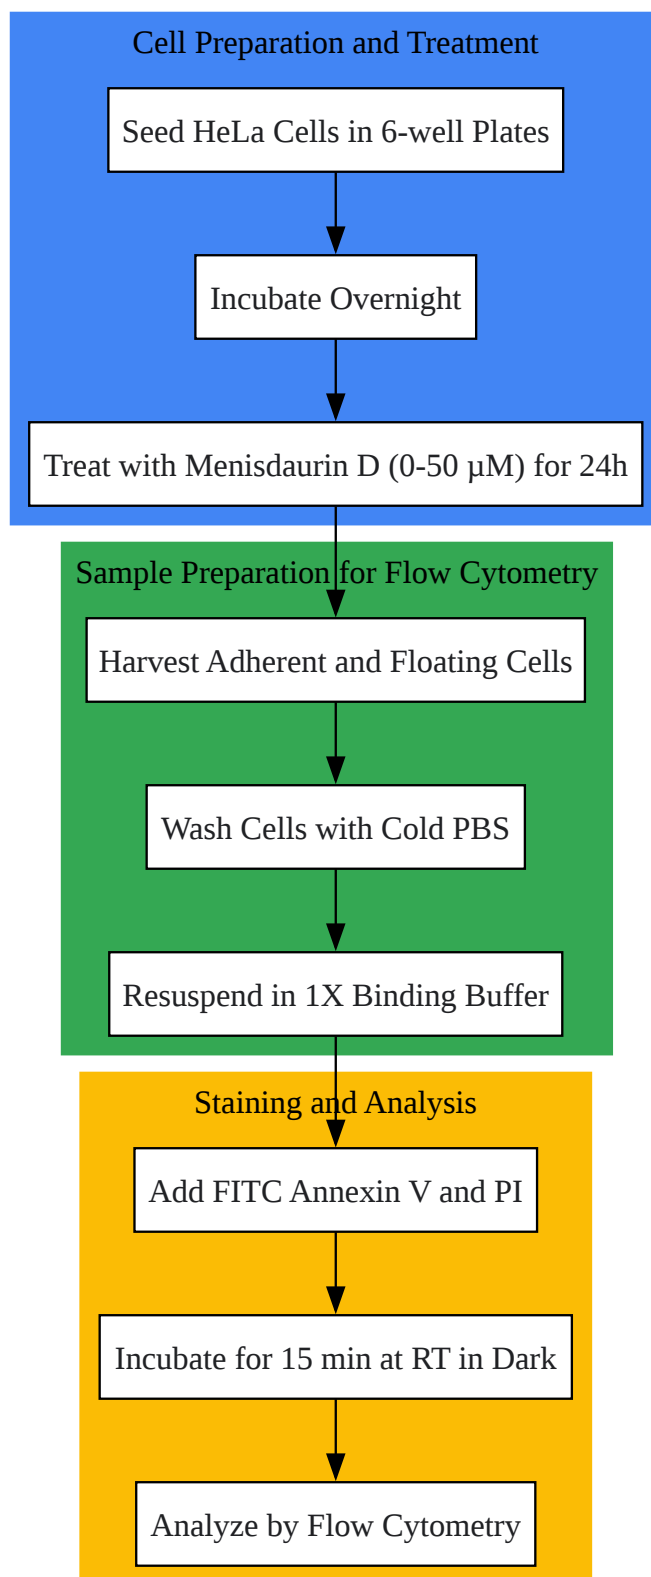 Cell Preparation and Treatment
Seed HeLa Cells in 6-well Plates
Incubate Overnight
Treat with Menisdaurin D (0-50 µM) for 24h
Sample Preparation for Flow Cytometry
Harvest Adherent and Floating Cells
Wash Cells with Cold PBS
Resuspend in 1X Binding Buffer
Staining and Analysis
Add FITC Annexin V and PI
Incubate for 15 min at RT in Dark
Analyze by Flow Cytometry